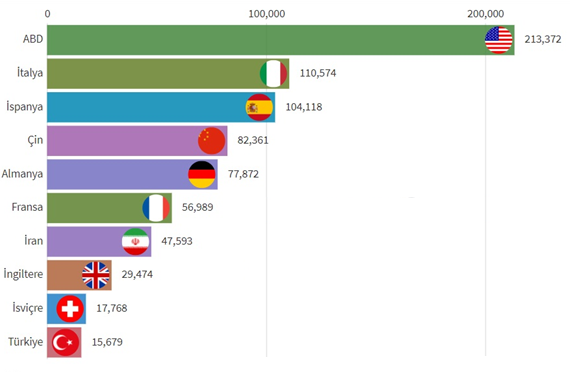 0 100,000 200,000
ABD 213,372
İtalya 110,574
İspanya 104,118
Çin 82,361
Almanya 77,872
Fransa 56,989
İran 47,593
İngiltere 29,474
İsviçre 17,768
Türkiye 15,679